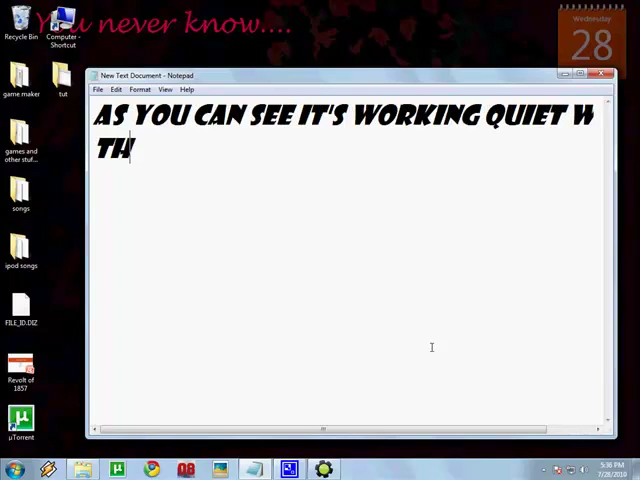 You never know....
Recycle Bin
Computer - Shortcut
game maker
tut
games and other stuf...
songs
ipod songs
FILE_ID.DIZ
Revolt of 1857
µTorrent
Wednesday
28
New Text Document - Notepad
File Edit Format View Help
AS YOU CAN SEE IT'S WORKING QUIET W
TH
5:36 PM
7/28/2010